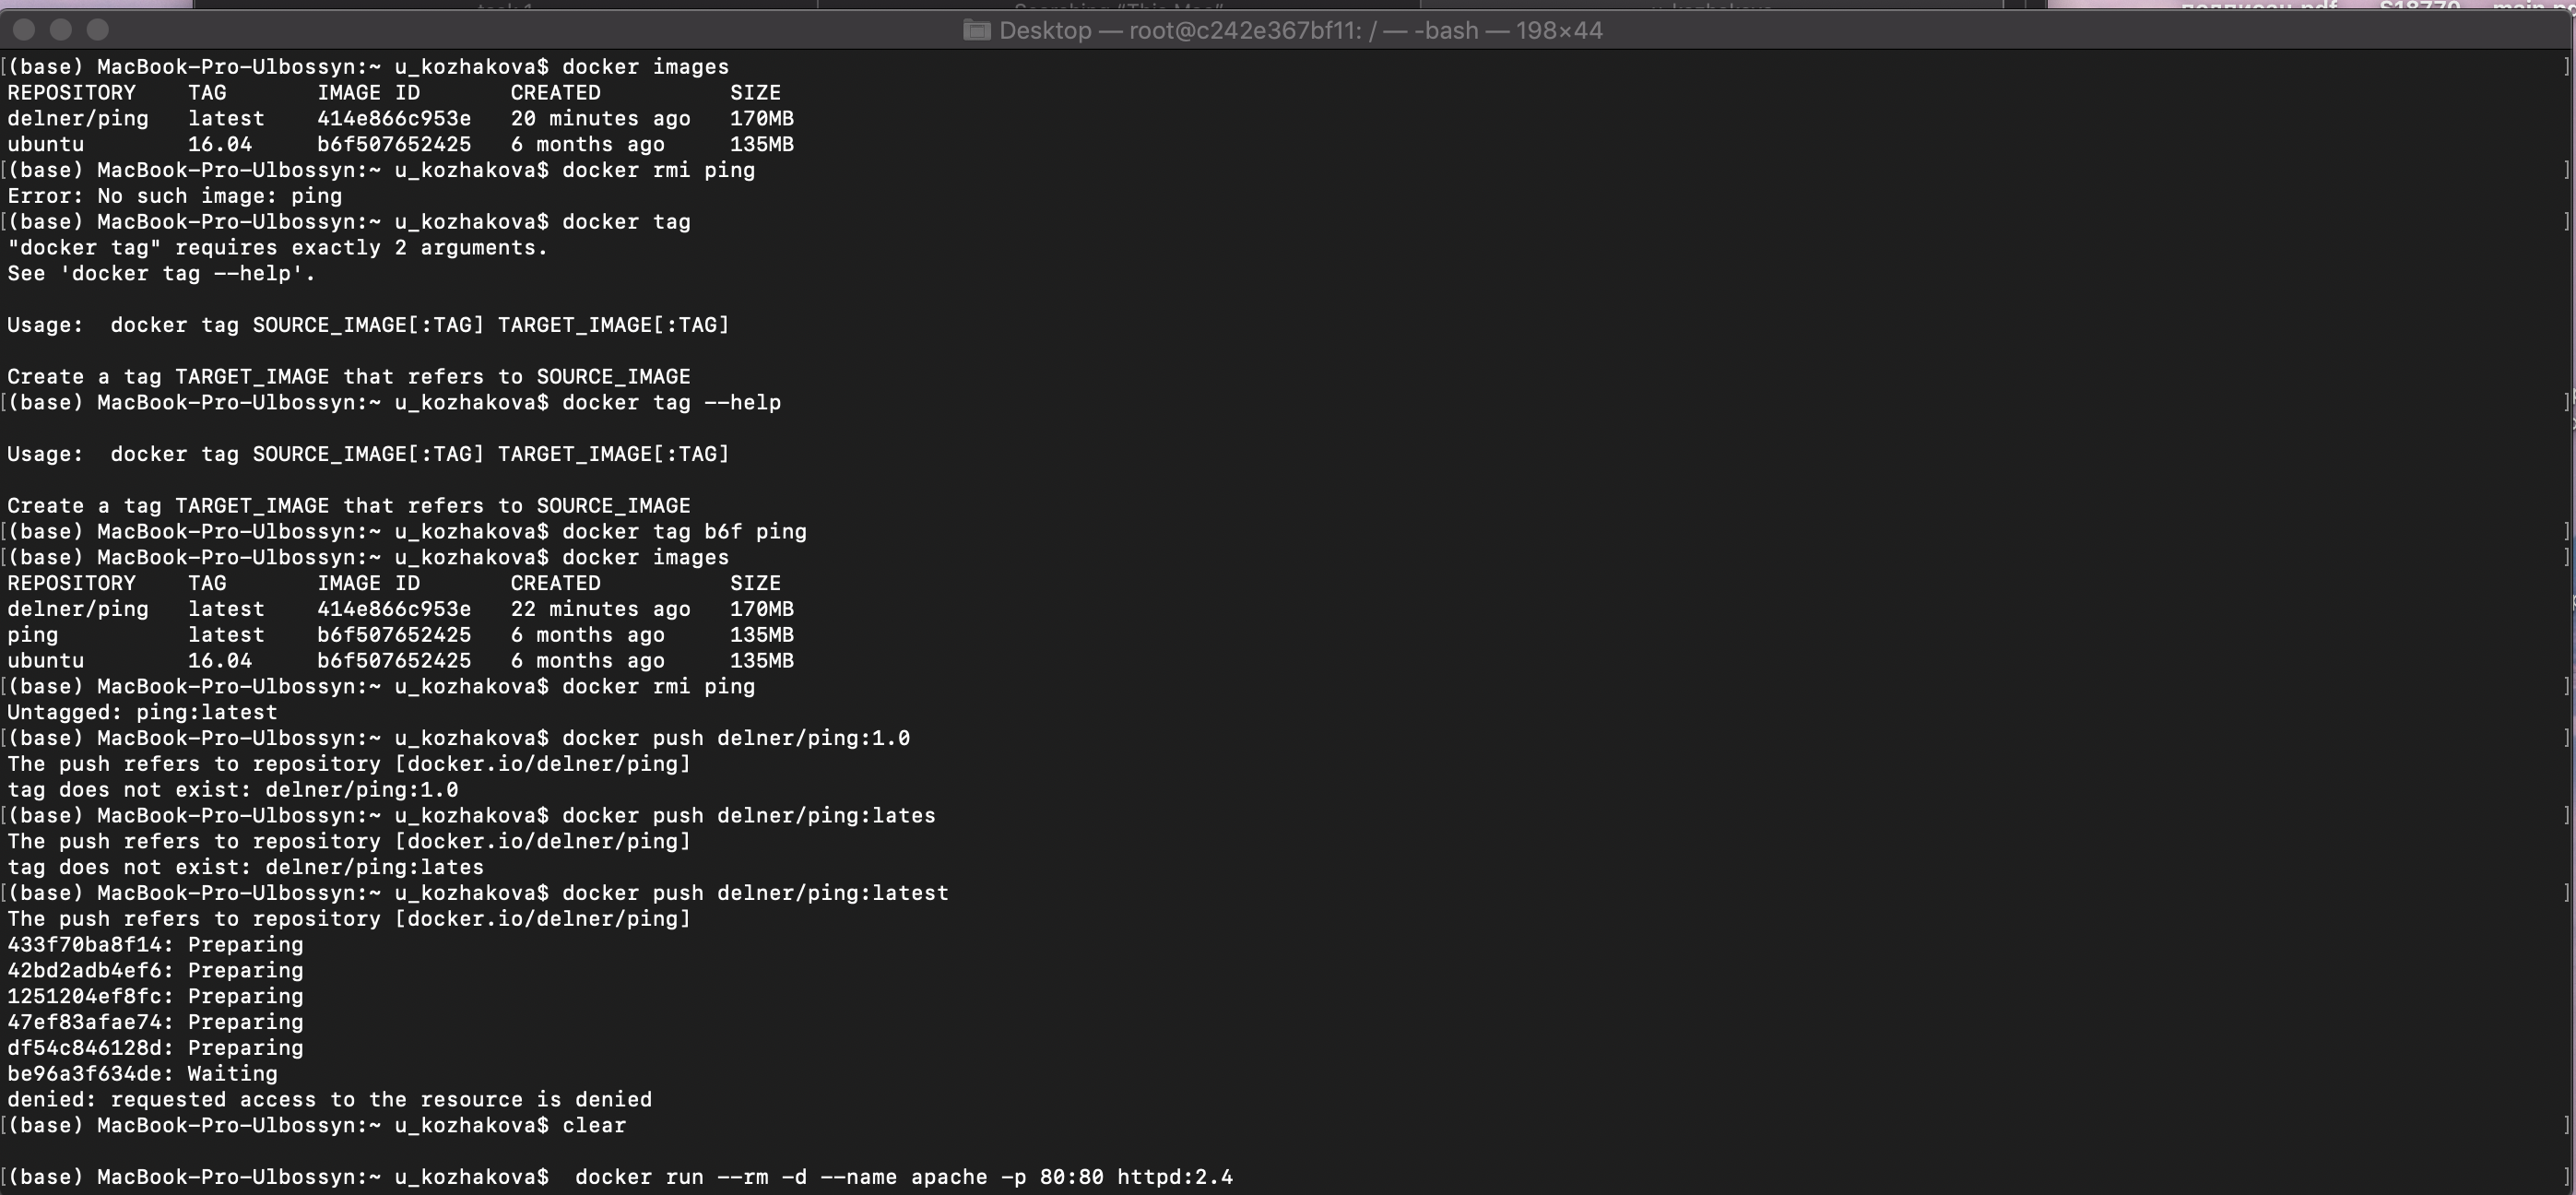 Desktop — root@c242e367bf11: / — -bash — 198×44
[(base) MacBook-Pro-Ulbossyn:~ u_kozhakova$ docker images ]
REPOSITORY    TAG       IMAGE ID       CREATED          SIZE
delner/ping   latest    414e866c953e   20 minutes ago   170MB
ubuntu        16.04     b6f507652425   6 months ago     135MB
[(base) MacBook-Pro-Ulbossyn:~ u_kozhakova$ docker rmi ping ]
Error: No such image: ping
[(base) MacBook-Pro-Ulbossyn:~ u_kozhakova$ docker tag ]
"docker tag" requires exactly 2 arguments.
See 'docker tag --help'.
Usage:  docker tag SOURCE_IMAGE[:TAG] TARGET_IMAGE[:TAG]
Create a tag TARGET_IMAGE that refers to SOURCE_IMAGE
[(base) MacBook-Pro-Ulbossyn:~ u_kozhakova$ docker tag --help ]
Usage:  docker tag SOURCE_IMAGE[:TAG] TARGET_IMAGE[:TAG]
Create a tag TARGET_IMAGE that refers to SOURCE_IMAGE
[(base) MacBook-Pro-Ulbossyn:~ u_kozhakova$ docker tag b6f ping ]
[(base) MacBook-Pro-Ulbossyn:~ u_kozhakova$ docker images ]
REPOSITORY    TAG       IMAGE ID       CREATED          SIZE
delner/ping   latest    414e866c953e   22 minutes ago   170MB
ping          latest    b6f507652425   6 months ago     135MB
ubuntu        16.04     b6f507652425   6 months ago     135MB
[(base) MacBook-Pro-Ulbossyn:~ u_kozhakova$ docker rmi ping ]
Untagged: ping:latest
[(base) MacBook-Pro-Ulbossyn:~ u_kozhakova$ docker push delner/ping:1.0 ]
The push refers to repository [docker.io/delner/ping]
tag does not exist: delner/ping:1.0
[(base) MacBook-Pro-Ulbossyn:~ u_kozhakova$ docker push delner/ping:lates ]
The push refers to repository [docker.io/delner/ping]
tag does not exist: delner/ping:lates
[(base) MacBook-Pro-Ulbossyn:~ u_kozhakova$ docker push delner/ping:latest ]
The push refers to repository [docker.io/delner/ping]
433f70ba8f14: Preparing
42bd2adb4ef6: Preparing
1251204ef8fc: Preparing
47ef83afae74: Preparing
df54c846128d: Preparing
be96a3f634de: Waiting
denied: requested access to the resource is denied
[(base) MacBook-Pro-Ulbossyn:~ u_kozhakova$ clear ]
[(base) MacBook-Pro-Ulbossyn:~ u_kozhakova$  docker run --rm -d --name apache -p 80:80 httpd:2.4 ]